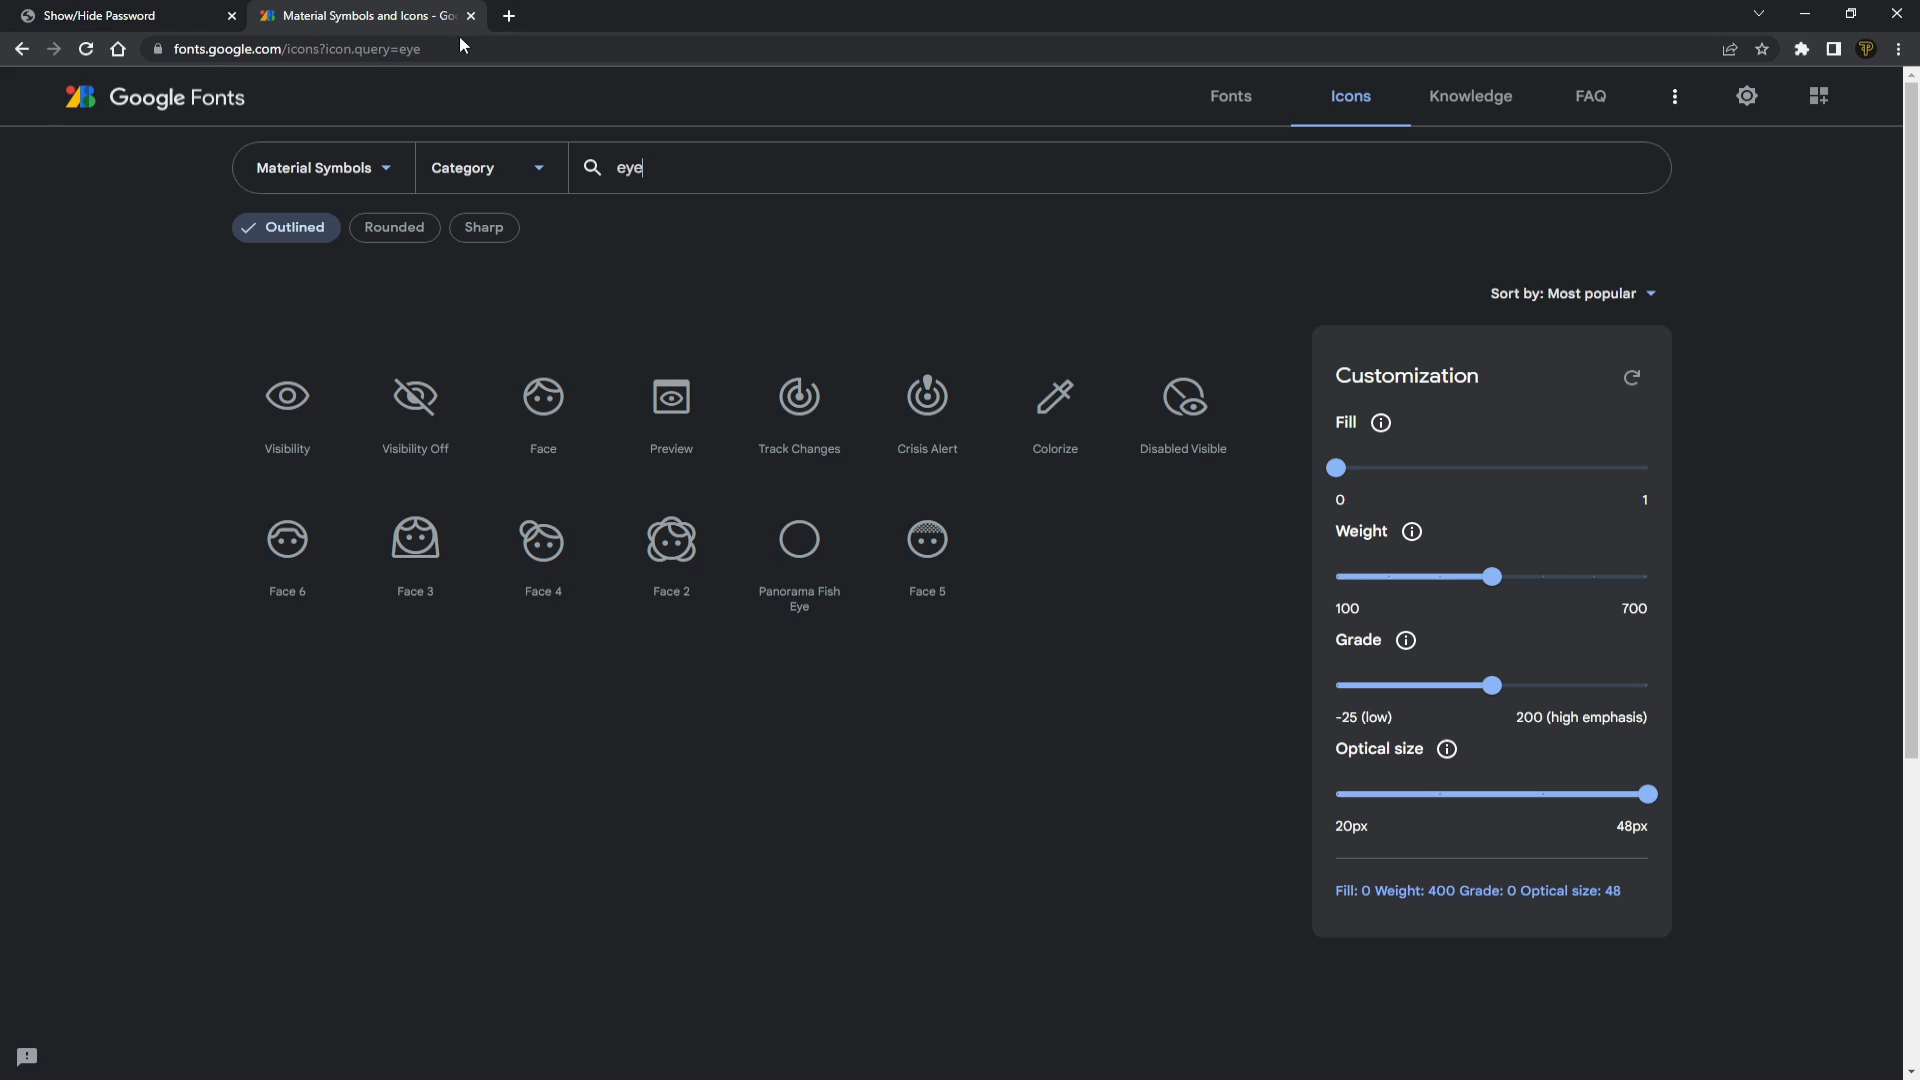 Show/Hide Password
Material Symbols and Icons - Go
fonts.google.com/icons?icon.query=eye
Google Fonts
Fonts
Icons
Knowledge
FAQ
Material Symbols
Category
eye
Outlined
Rounded
Sharp
Sort by: Most popular
Visibility
Visibility Off
Face
Preview
Track Changes
Crisis Alert
Colorize
Disabled Visible
Face 6
Face 3
Face 4
Face 2
Panorama Fish
Eye
Face 5
Customization
Fill
0 1
Weight
100 700
Grade
-25 (low) 200 (high emphasis)
Optical size
20px 48px
Fill: 0 Weight: 400 Grade: 0 Optical size: 48